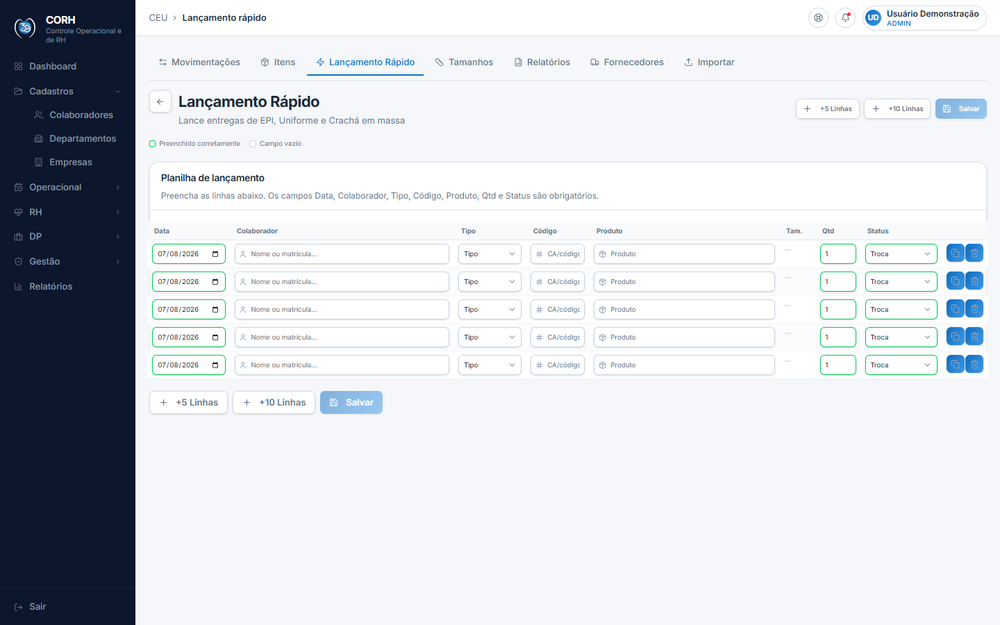 CORH
Controle Operacional e
de RH
Dashboard
Cadastros
Colaboradores
Departamentos
Empresas
Operacional
RH
DP
Gestão
Relatórios
Sair
CEU > Lançamento rápido
UD
Usuário Demonstração
ADMIN
Movimentações Itens Lançamento Rápido Tamanhos Relatórios Fornecedores Importar
Lançamento Rápido
Lance entregas de EPI, Uniforme e Crachá em massa
+5 Linhas +10 Linhas Salvar
Preenchido corretamente Campo vazio
Planilha de lançamento
Preencha as linhas abaixo. Os campos Data, Colaborador, Tipo, Código, Produto, Qtd e Status são obrigatórios.
Data Colaborador Tipo Código Produto Tam. Qtd Status
07/08/2026 Nome ou matrícula... Tipo CA/código Produto — 1 Troca
07/08/2026 Nome ou matrícula... Tipo CA/código Produto — 1 Troca
07/08/2026 Nome ou matrícula... Tipo CA/código Produto — 1 Troca
07/08/2026 Nome ou matrícula... Tipo CA/código Produto — 1 Troca
07/08/2026 Nome ou matrícula... Tipo CA/código Produto — 1 Troca
+5 Linhas +10 Linhas Salvar